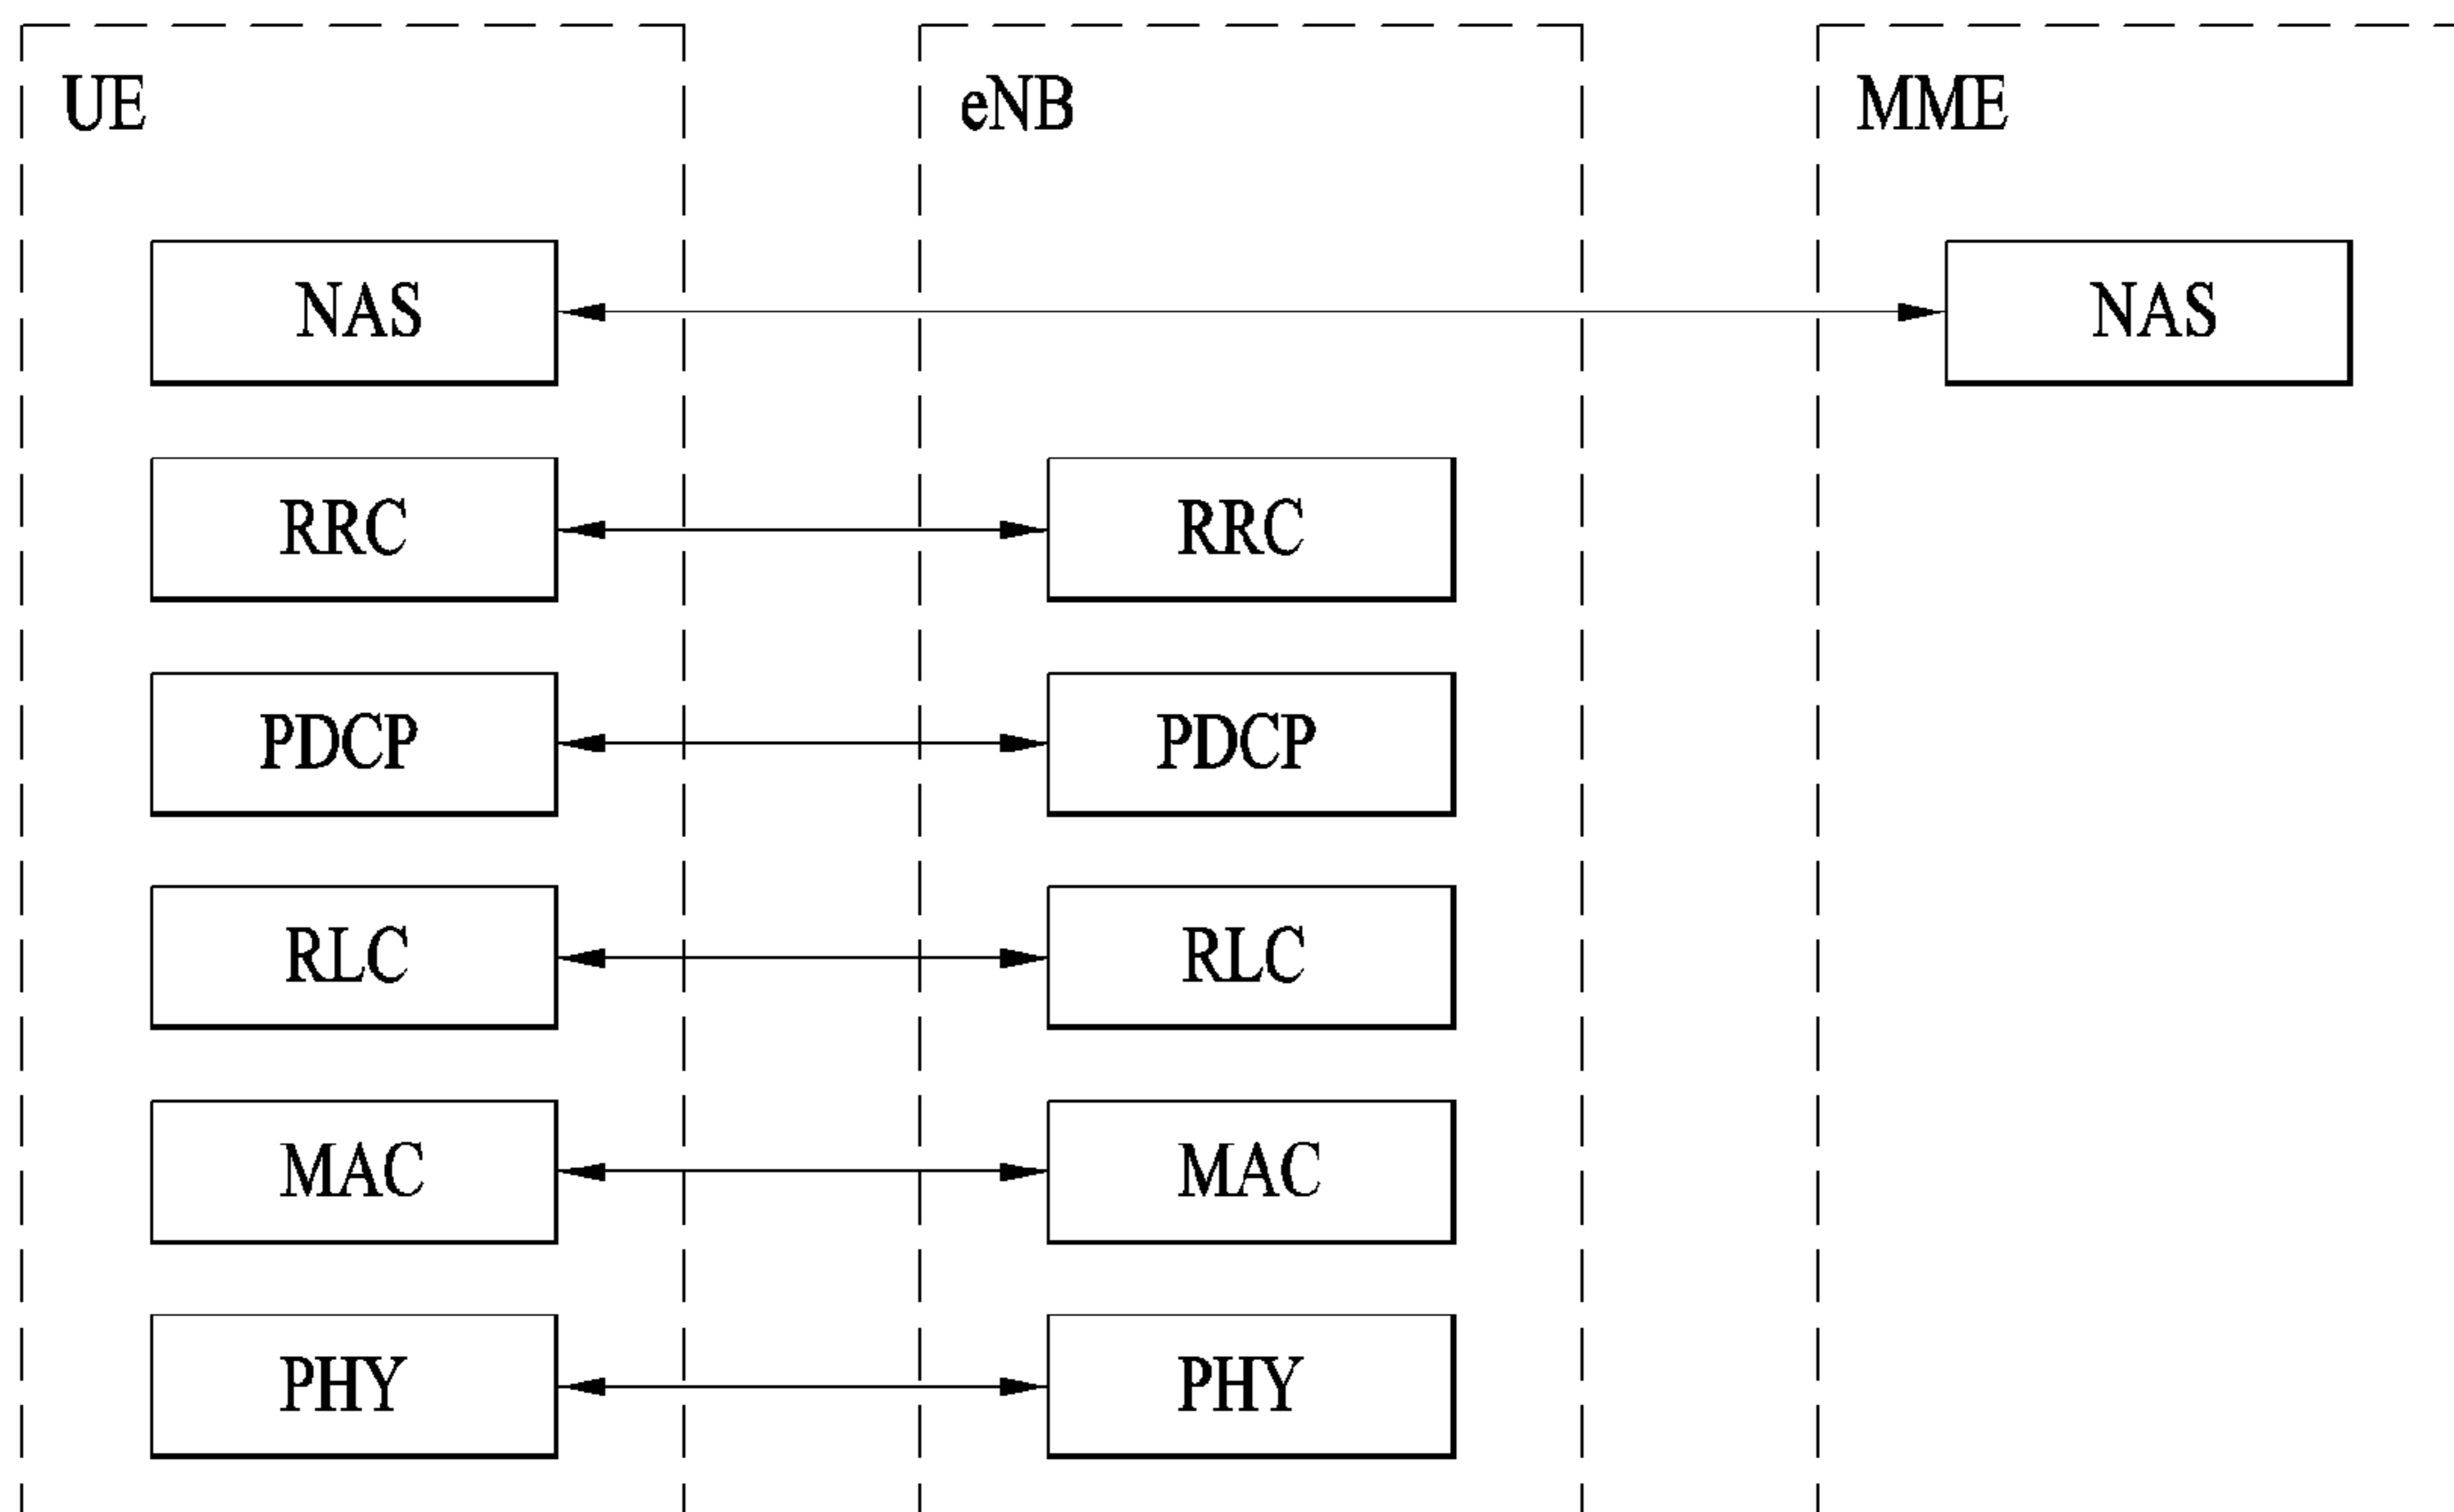 UE eNB MME
NAS NAS
RRC RRC
PDCP PDCP
RLC RLC
MAC MAC
PHY PHY